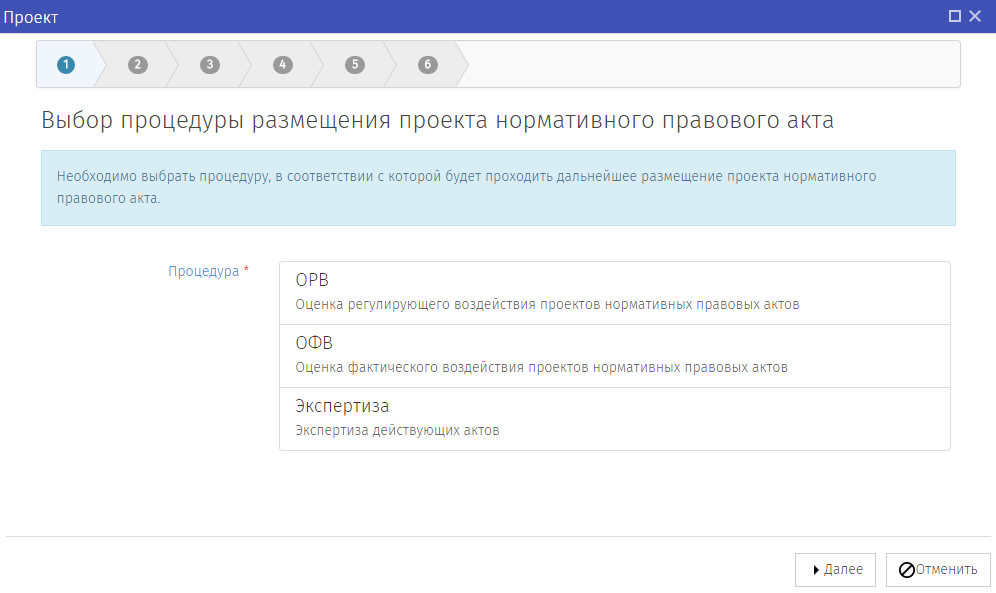 Проект
1 2 3 4 5 6
Выбор процедуры размещения проекта нормативного правового акта
Необходимо выбрать процедуру, в соответствии с которой будет проходить дальнейшее размещение проекта нормативного
правового акта.
Процедура *
ОРВ
Оценка регулирующего воздействия проектов нормативных правовых актов
ОФВ
Оценка фактического воздействия проектов нормативных правовых актов
Экспертиза
Экспертиза действующих актов
Далее
Отменить